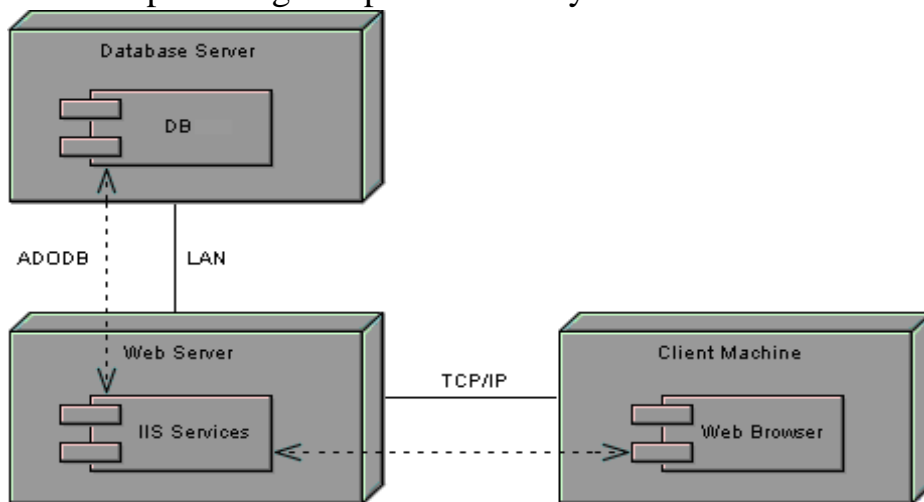 Database Server
DB
ADODB
LAN
Web Server
IIS Services
TCP/IP
Client Machine
Web Browser